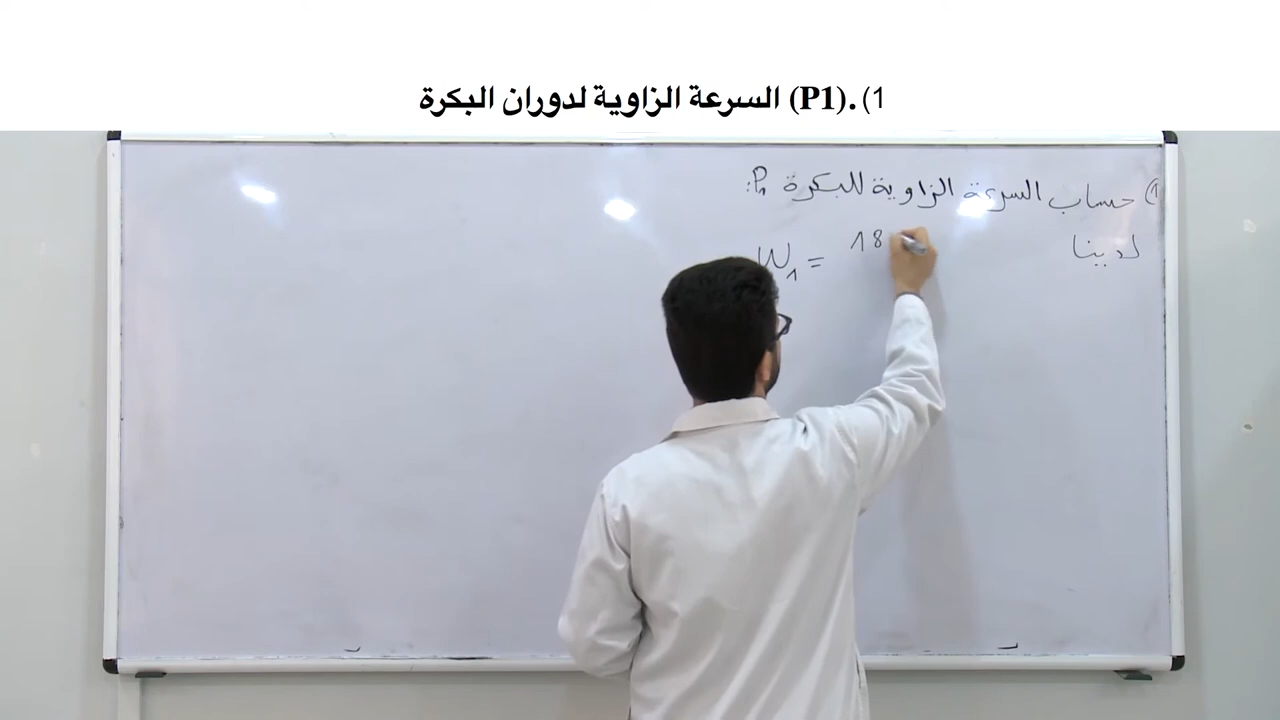 1) السرعة الزاوية لدوران البكرة (P1).
1) حساب السرعة الزاوية للبكرة P1:
لدينا
W1 = 18